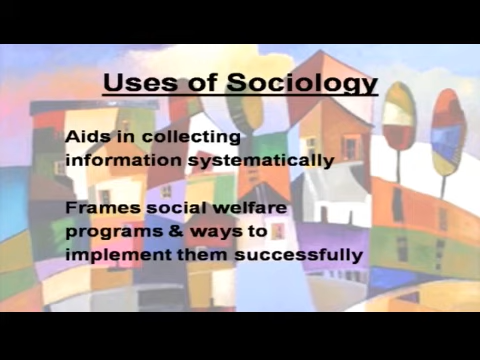 Uses of Sociology
Aids in collecting
information systematically
Frames social welfare
programs & ways to
implement them successfully